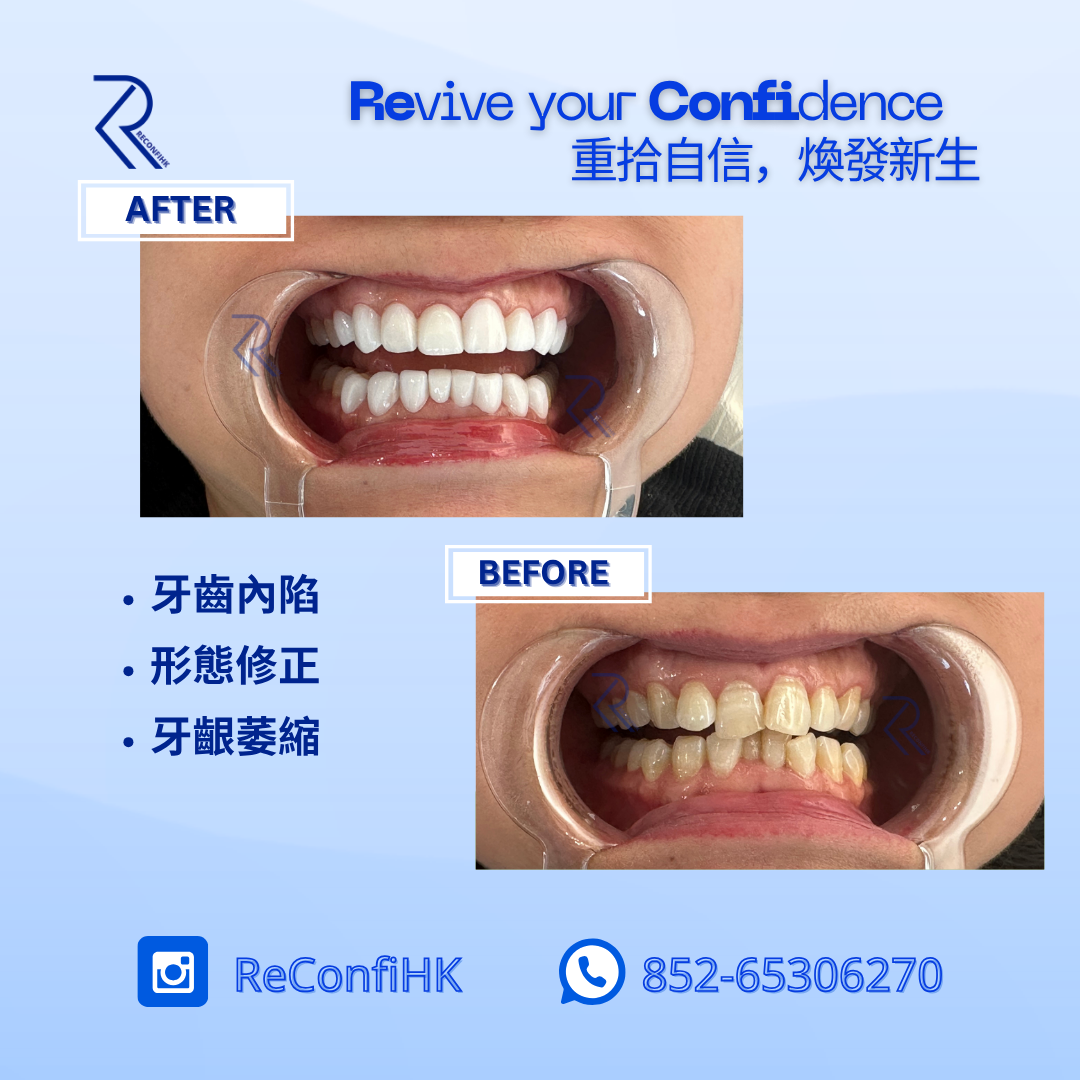 RECONFIHK
Revive your Confidence
重拾自信，煥發新生
AFTER
BEFORE
• 牙齒內陷
• 形態修正
• 牙齦萎縮
ReConfiHK
852-65306270